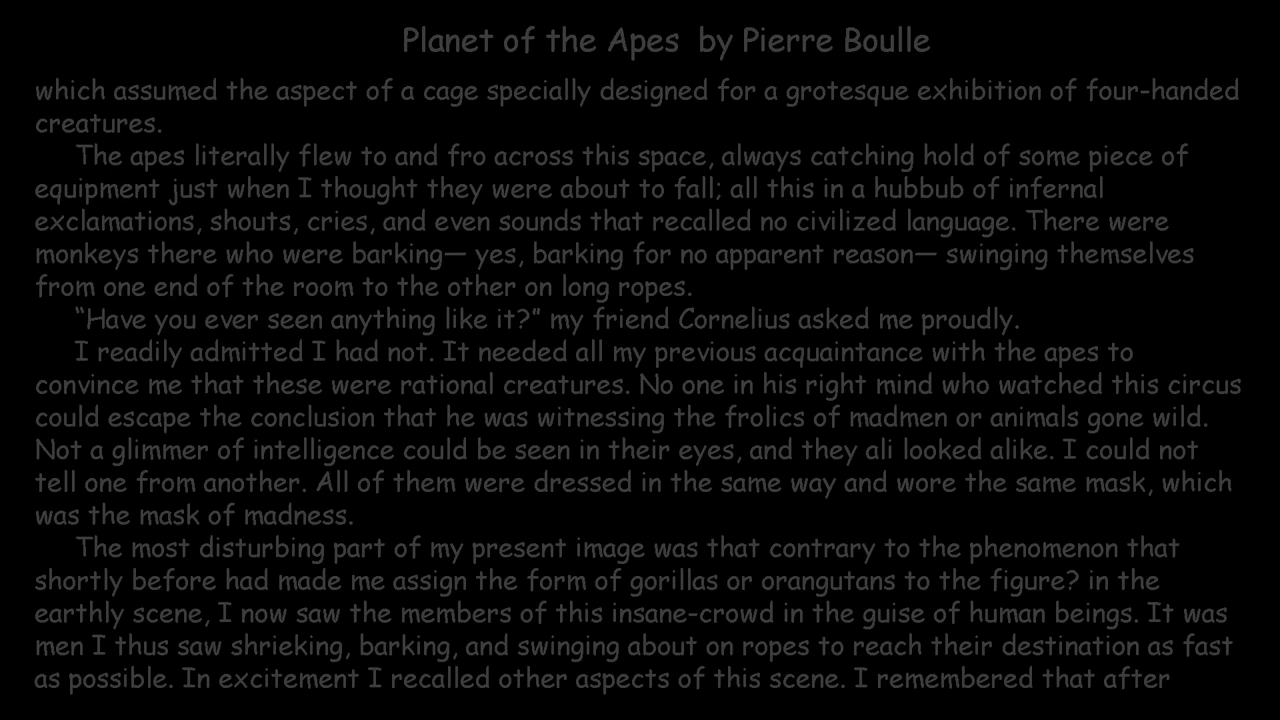 Planet of the Apes by Pierre Boulle
which assumed the aspect of a cage specially designed for a grotesque exhibition of four-handed
creatures.
The apes literally flew to and fro across this space, always catching hold of some piece of
equipment just when I thought they were about to fall; all this in a hubbub of infernal
exclamations, shouts, cries, and even sounds that recalled no civilized language. There were
monkeys there who were barking— yes, barking for no apparent reason— swinging themselves
from one end of the room to the other on long ropes.
“Have you ever seen anything like it?” my friend Cornelius asked me proudly.
I readily admitted I had not. It needed all my previous acquaintance with the apes to
convince me that these were rational creatures. No one in his right mind who watched this circus
could escape the conclusion that he was witnessing the frolics of madmen or animals gone wild.
Not a glimmer of intelligence could be seen in their eyes, and they ali looked alike. I could not
tell one from another. All of them were dressed in the same way and wore the same mask, which
was the mask of madness.
The most disturbing part of my present image was that contrary to the phenomenon that
shortly before had made me assign the form of gorillas or orangutans to the figure? in the
earthly scene, I now saw the members of this insane-crowd in the guise of human beings. It was
men I thus saw shrieking, barking, and swinging about on ropes to reach their destination as fast
as possible. In excitement I recalled other aspects of this scene. I remembered that after